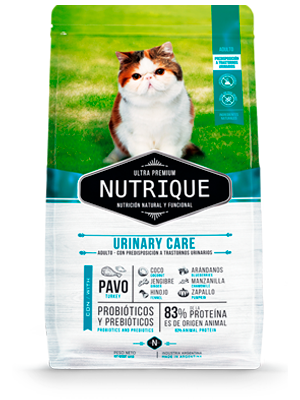 ADULTO
PREDISPOSICIÓN
A TRASTORNOS
URINARIOS
ULTRA PREMIUM
NUTRIQUE
NUTRICIÓN NATURAL Y FUNCIONAL
URINARY CARE
ADULTO - CON PREDISPOSICIÓN A TRASTORNOS URINARIOS
CON / WITH
PAVO
TURKEY
COCO
COCONUT
JENGIBRE
GINGER
HINOJO
FENNEL
ARANDANOS
BLUEBERRIES
MANZANILLA
CHAMOMILE
ZAPALLO
PUMPKIN
PROBIÓTICOS
Y PREBIÓTICOS
PROBIOTICS AND PREBIOTICS
83% DE LA PROTEÍNA
ES DE ORIGEN ANIMAL
83% ANIMAL PROTEIN
PESO NETO
N
INDUSTRIA ARGENTINA
MADE IN ARGENTINA